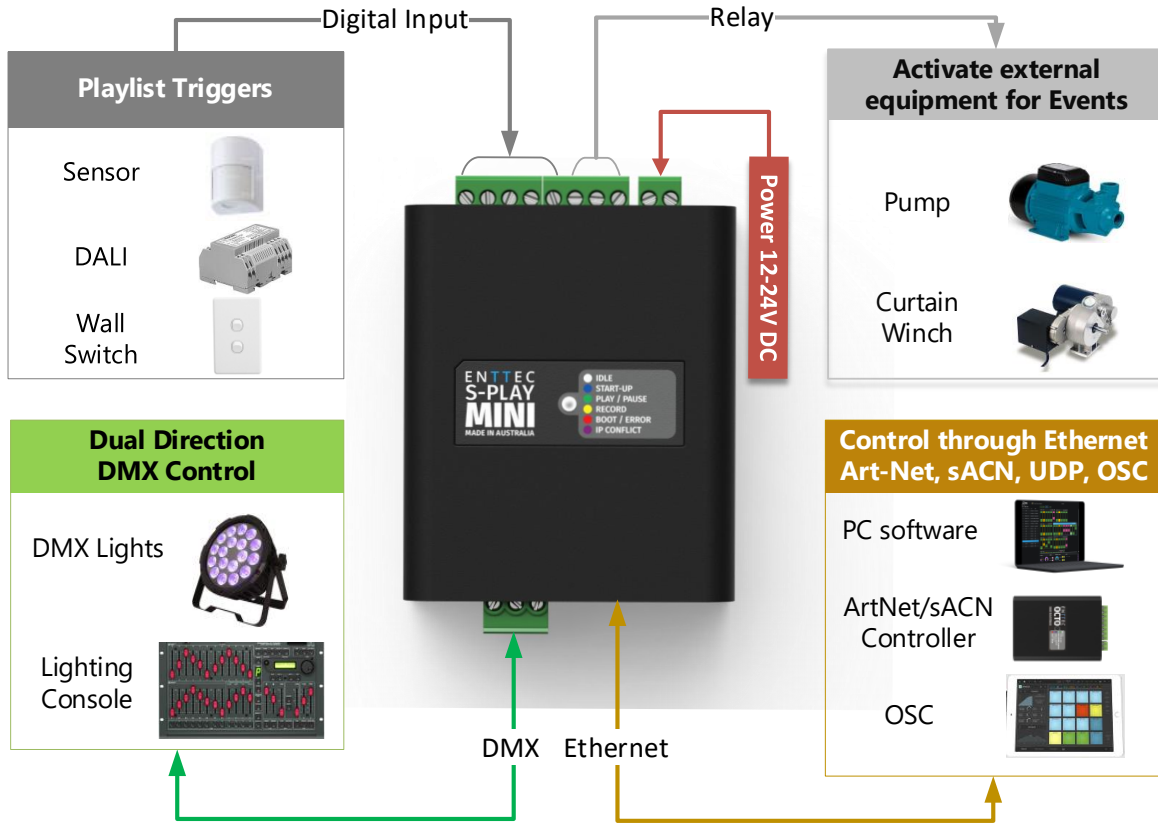 Digital Input
Relay
Playlist Triggers
Sensor
DALI
Wall
Switch
Activate external
equipment for Events
Pump
Curtain
Winch
Power 12-24V DC
ENTTEC
S-PLAY
MINI
MADE IN AUSTRALIA
IDLE
START-UP
PLAY / PAUSE
RECORD
BOOT / ERROR
IP CONFLICT
Dual Direction
DMX Control
DMX Lights
Lighting
Console
Control through Ethernet
Art-Net, sACN, UDP, OSC
PC software
ArtNet/sACN
Controller
ENTTEC
OCTO
OSC
DMX
Ethernet